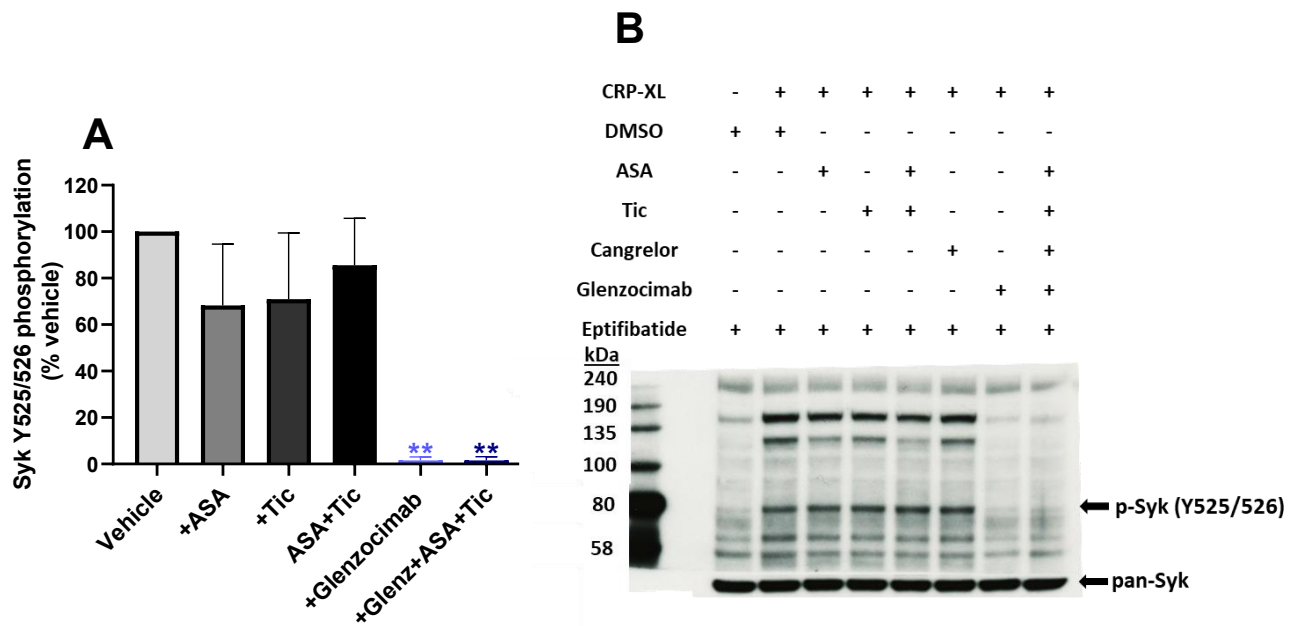 A
Syk Y525/526 phosphorylation
(% vehicle)
120
100
80
60
40
20
0
** **
Vehicle
+ASA
+Tic
ASA+Tic
+Glenzocimab
+Glenz+ASA+Tic
B
CRP-XL - + + + + + + +
DMSO + + - - - - - -
ASA - - + - + - - +
Tic - - - + + - - +
Cangrelor - - - - - + - +
Glenzocimab - - - - - - + +
Eptifibatide + + + + + + + +
kDa
240
190
135
100
80
58
p-Syk (Y525/526)
pan-Syk